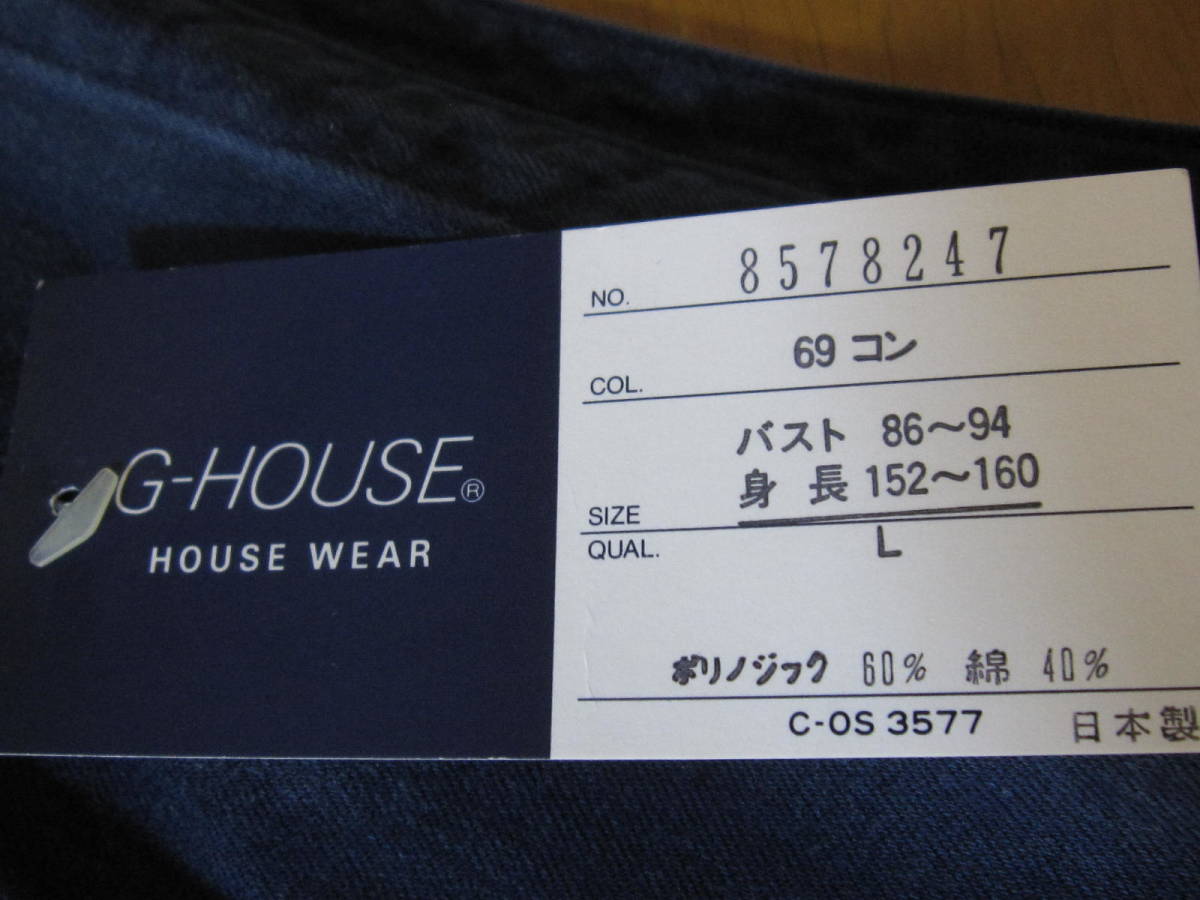 G-HOUSE®
HOUSE WEAR
NO. 8578247
COL. 69 コン
バスト 86〜94
SIZE 身長 152〜160
QUAL. L
ポリノジック 60% 綿 40%
C-OS 3577 日本製